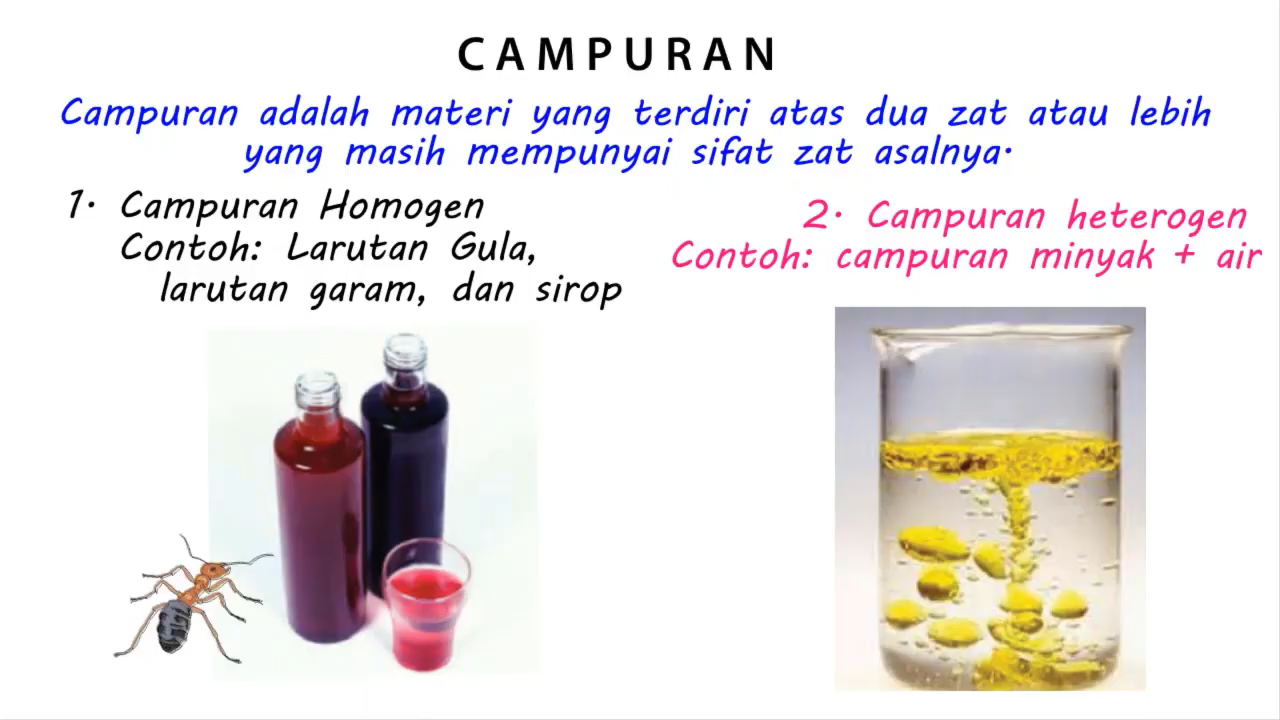 CAMPURAN
Campuran adalah materi yang terdiri atas dua zat atau lebih
yang masih mempunyai sifat zat asalnya.
1. Campuran Homogen
Contoh: Larutan Gula,
larutan garam, dan sirop
2. Campuran heterogen
Contoh: campuran minyak + air